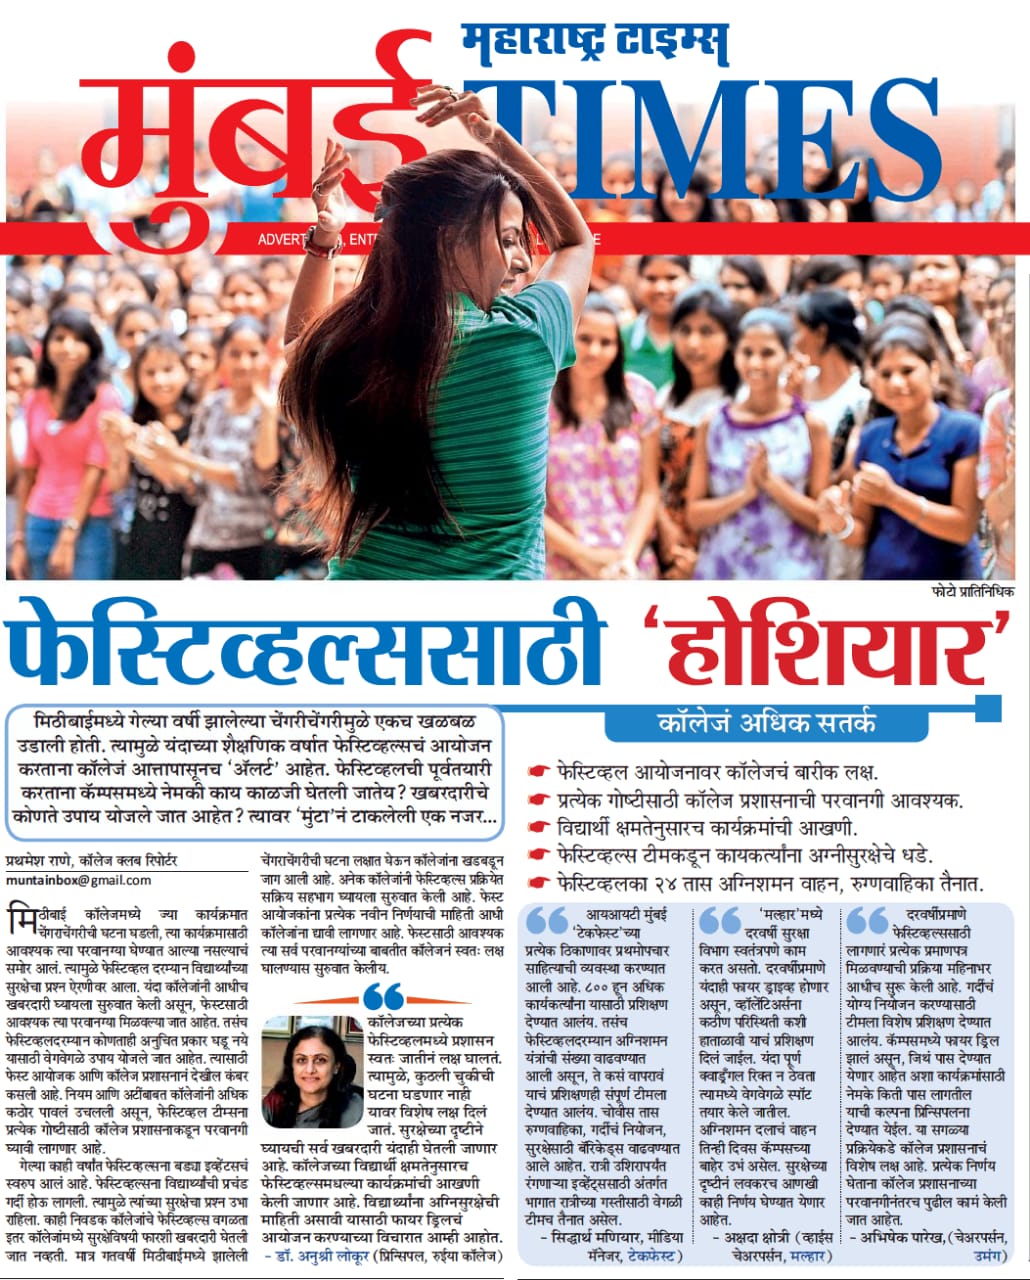 महाराष्ट्र टाइम्स
मुंबई TIMES
फोटो प्रातिनिधिक
फेस्टिव्हल्ससाठी ‘होशियार’
मिठीबाईमध्ये गेल्या वर्षी झालेल्या चेंगरीचेंगरीमुळे एकच खळबळ
उडाली होती. त्यामुळे यंदाच्या शैक्षणिक वर्षात फेस्टिव्हल्सचं आयोजन
करताना कॉलेजं आत्तापासूनच ‘अ‍ॅलर्ट’ आहेत. फेस्टिव्हलची पूर्वतयारी
करताना कॅम्पसमध्ये नेमकी काय काळजी घेतली जातेय? खबरदारीचे
कोणते उपाय योजले जात आहेत? त्यावर ‘मुंटा’नं टाकलेली एक नजर...
प्रथमेश राणे, कॉलेज क्लब रिपोर्टर
muntainbox@gmail.com
मिठीबाई कॉलेजमध्ये ज्या कार्यक्रमात
चेंगराचेंगरीची घटना घडली, त्या कार्यक्रमासाठी
आवश्यक त्या परवानग्या घेण्यात आल्या नसल्याचं
समोर आलं. त्यामुळे फेस्टिव्हल दरम्यान विद्यार्थ्यांच्या
सुरक्षेचा प्रश्न ऐरणीवर आला. यंदा कॉलेजांनी आधीच
खबरदारी घ्यायला सुरुवात केली असून, फेस्टसाठी
आवश्यक त्या परवानग्या मिळवल्या जात आहेत. तसंच
फेस्टिव्हलदरम्यान कोणताही अनुचित प्रकार घडू नये
यासाठी वेगवेगळे उपाय योजले जात आहेत. त्यासाठी
फेस्ट आयोजक आणि कॉलेज प्रशासनानं देखील कंबर
कसली आहे. नियम आणि अटींबाबत कॉलेजांनी अधिक
कठोर पावलं उचलली असून, फेस्टिव्हल टीम्सना
प्रत्येक गोष्टीसाठी कॉलेज प्रशासनाकडून परवानगी
घ्यावी लागणार आहे.
गेल्या काही वर्षांत फेस्टिव्हल्सना बड्या इव्हेंटसचं
स्वरुप आलं आहे. फेस्टिव्हल्सना विद्यार्थ्यांची प्रचंड
गर्दी होऊ लागली. त्यामुळे त्यांच्या सुरक्षेचा प्रश्न उभा
राहिला. काही निवडक कॉलेजांचे फेस्टिव्हल्स वगळता
इतर कॉलेजांमध्ये सुरक्षेविषयी फारशी खबरदारी घेतली
जात नव्हती. मात्र गतवर्षी मिठीबाईमध्ये झालेली
चेंगराचेंगरीची घटना लक्षात घेऊन कॉलेजांना खडबडून
जाग आली आहे. अनेक कॉलेजांनी फेस्टिव्हल्स प्रक्रियेत
सक्रिय सहभाग घ्यायला सुरुवात केली आहे. फेस्ट
आयोजकांना प्रत्येक नवीन निर्णयाची माहिती आधी
कॉलेजांना द्यावी लागणार आहे. फेस्टसाठी आवश्यक
त्या सर्व परवानग्यांच्या बाबतीत कॉलेजनं स्वतः लक्ष
घालण्यास सुरुवात केलीय.
कॉलेजच्या प्रत्येक
फेस्टिव्हलमध्ये प्रशासन
स्वतः जातीनं लक्ष घालतं.
त्यामुळे, कुठली चुकीची
घटना घडणार नाही
यावर विशेष लक्ष दिलं
जातं. सुरक्षेच्या दृष्टीने
घ्यायची सर्व खबरदारी यंदाही घेतली जाणार
आहे. कॉलेजच्या विद्यार्थी क्षमतेनुसारच
फेस्टिव्हल्समधल्या कार्यक्रमांची आखणी
केली जाणार आहे. विद्यार्थ्यांना अग्निसुरक्षेची
माहिती असावी यासाठी फायर ड्रिलचं
आयोजन करण्याच्या विचारात आम्ही आहोत.
- डॉ. अनुश्री लोकूर (प्रिन्सिपल, रुईया कॉलेज)
कॉलेजं अधिक सतर्क
फेस्टिव्हल आयोजनावर कॉलेजचं बारीक लक्ष.
प्रत्येक गोष्टीसाठी कॉलेज प्रशासनाची परवानगी आवश्यक.
विद्यार्थी क्षमतेनुसारच कार्यक्रमांची आखणी.
फेस्टिव्हल्स टीमकडून कायकर्त्यांना अग्नीसुरक्षेचे धडे.
फेस्टिव्हलका २४ तास अग्निशमन वाहन, रुग्णवाहिका तैनात.
आयआयटी मुंबई
‘टेकफेस्ट’च्या
प्रत्येक ठिकाणावर प्रथमोपचार
साहित्याची व्यवस्था करण्यात
आली आहे. ८०० हून अधिक
कार्यकर्त्यांना यासाठी प्रशिक्षण
देण्यात आलंय. तसंच
फेस्टिव्हलदरम्यान अग्निशमन
यंत्रांची संख्या वाढवण्यात
आली असून, ते कसं वापरावं
याचं प्रशिक्षणही संपूर्ण टीमला
देण्यात आलंय. चोवीस तास
रुग्णवाहिका, गर्दीचं नियोजन,
सुरक्षेसाठी बॅरिकेड्स वाढवण्यात
आले आहेत. रात्री उशिरापर्यंत
रंगणाऱ्या इव्हेंट्ससाठी अंतर्गत
भागात रात्रीच्या गस्तीसाठी वेगळी
टीमच तैनात असेल.
- सिद्धार्थ मणियार, मीडिया
मॅनेजर, टेकफेस्ट)
‘मल्हार’मध्ये
दरवर्षी सुरक्षा
विभाग स्वतंत्रपणे काम
करत असतो. दरवर्षीप्रमाणे
यंदाही फायर ड्राइव्ह होणार
असून, व्हॉलेंटिअर्सना
कठीण परिस्थिती कशी
हाताळावी याचं प्रशिक्षण
दिलं जाईल. यंदा पूर्ण
क्वाड्रँगल रिक्त न ठेवता
त्यामध्ये वेगवेगळे स्पॉट
तयार केले जातील.
अग्निशमन दलाचं वाहन
तिन्ही दिवस कॅम्पसच्या
बाहेर उभं असेल. सुरक्षेच्या
दृष्टीनं लवकरच आणखी
काही निर्णय घेण्यात येणार
आहेत.
- अक्षदा क्षोत्री (व्हाईस
चेअरपर्सन, मल्हार)
दरवर्षीप्रमाणे
फेस्टिव्हल्ससाठी
लागणारं प्रत्येक प्रमाणपत्र
मिळवण्याची प्रक्रिया महिनाभर
आधीच सुरू केली आहे. गर्दीचं
योग्य नियोजन करण्यासाठी
टीमला विशेष प्रशिक्षण देण्यात
आलंय. कॅम्पसमध्ये फायर ड्रिल
झालं असून, जिथं पास देण्यात
येणार आहेत अशा कार्यक्रमांसाठी
नेमके किती पास लागतील
याची कल्पना प्रिन्सिपलना
देण्यात येईल. या सगळ्या
प्रक्रियेकडे कॉलेज प्रशासनाचं
विशेष लक्ष आहे. प्रत्येक निर्णय
घेताना कॉलेज प्रशासनाच्या
परवानगीनंतरच पुढील कामं केली
जात आहेत.
- अभिषेक पारेख,(चेअरपर्सन,
उमंग)